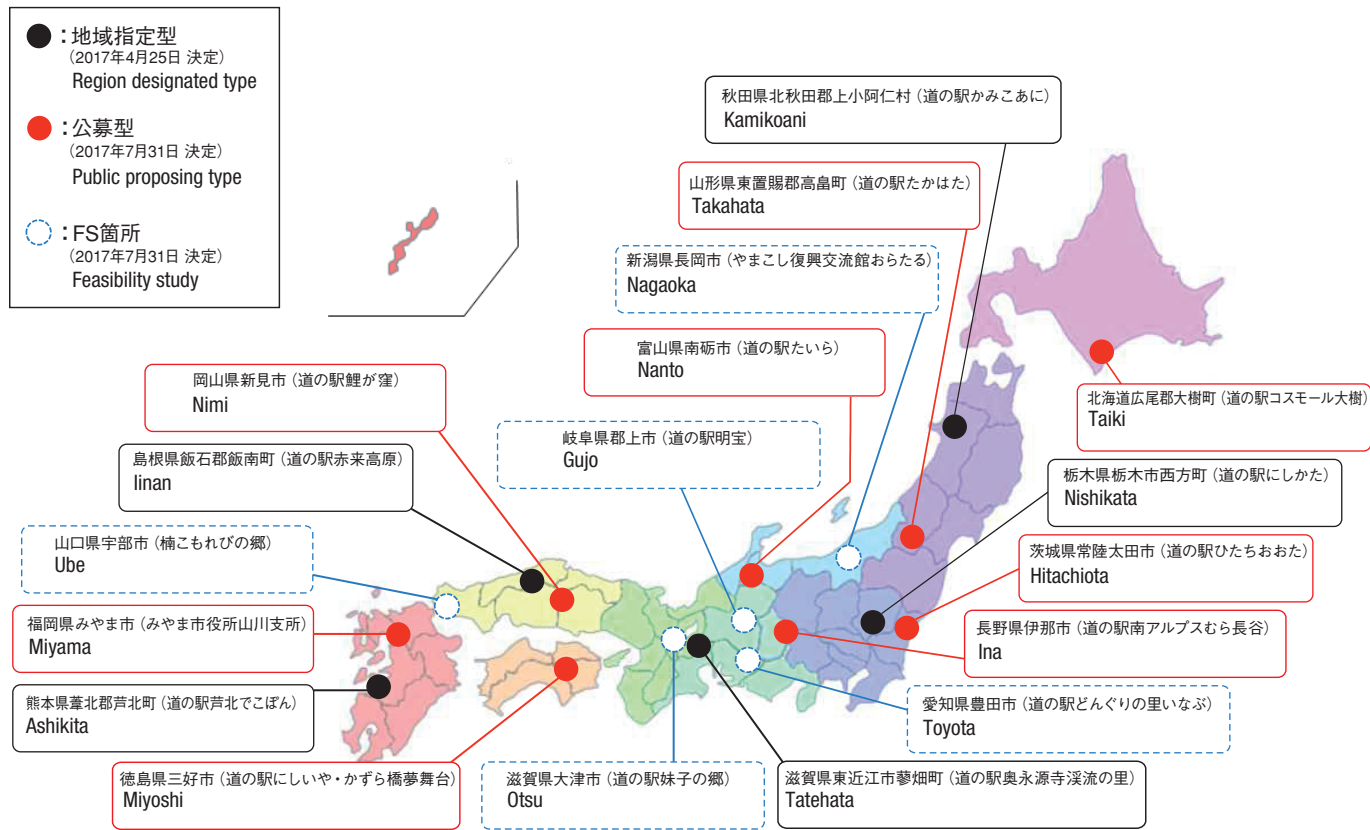 ：地域指定型
（2017年4月25日 決定）
Region designated type
：公募型
（2017年7月31日 決定）
Public proposing type
：FS箇所
（2017年7月31日 決定）
Feasibility study
秋田県北秋田郡上小阿仁村（道の駅かみこあに）
Kamikoani
山形県東置賜郡高畠町（道の駅たかはた）
Takahata
新潟県長岡市（やまこし復興交流館おらたる）
Nagaoka
富山県南砺市（道の駅たいら）
Nanto
岡山県新見市（道の駅鯉が窪）
Nimi
北海道広尾郡大樹町（道の駅コスモール大樹）
Taiki
岐阜県郡上市（道の駅明宝）
Gujo
島根県飯石郡飯南町（道の駅赤来高原）
Iinan
栃木県栃木市西方町（道の駅にしかた）
Nishikata
山口県宇部市（楠こもれびの郷）
Ube
茨城県常陸太田市（道の駅ひたちおおた）
Hitachiota
福岡県みやま市（みやま市役所山川支所）
Miyama
長野県伊那市（道の駅南アルプスむら長谷）
Ina
熊本県葦北郡芦北町（道の駅芦北でこぽん）
Ashikita
愛知県豊田市（道の駅どんぐりの里いなぶ）
Toyota
徳島県三好市（道の駅にしいや・かずら橋夢舞台）
Miyoshi
滋賀県大津市（道の駅妹子の郷）
Otsu
滋賀県東近江市蓼畑町（道の駅奥永源寺渓流の里）
Tatehata